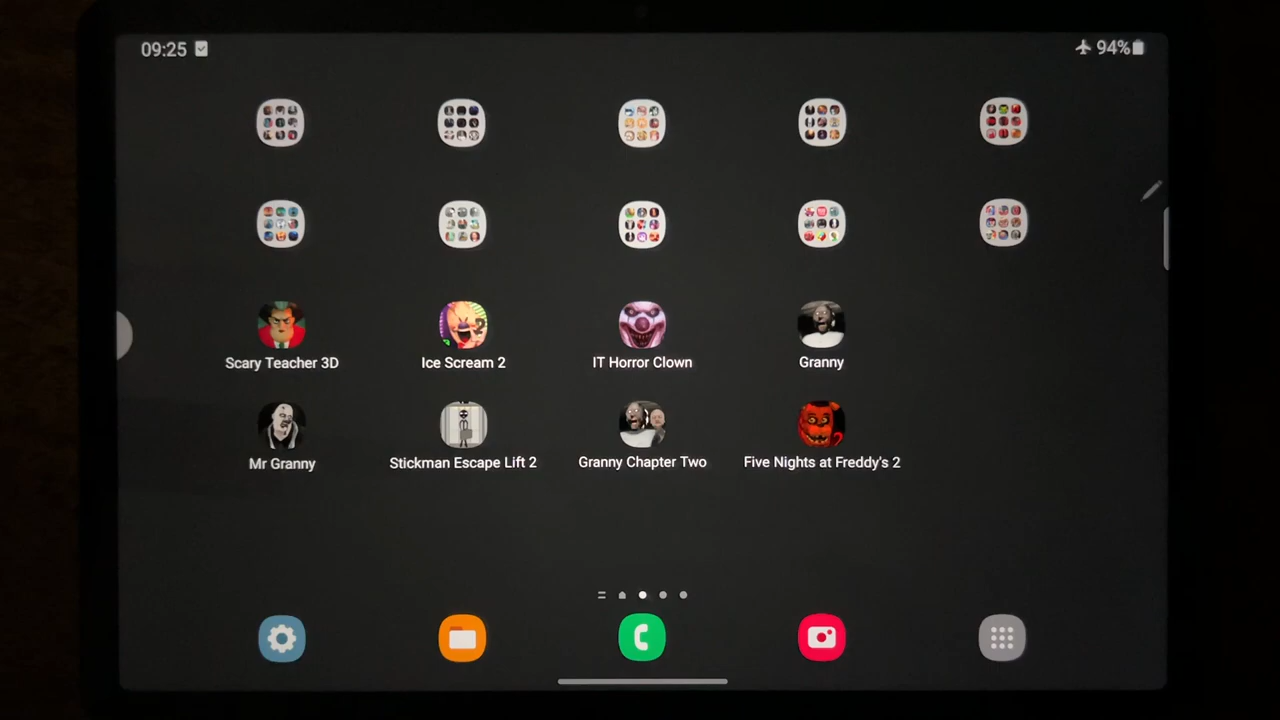 09:25
94%
Scary Teacher 3D
Ice Scream 2
IT Horror Clown
Granny
Mr Granny
Stickman Escape Lift 2
Granny Chapter Two
Five Nights at Freddy's 2